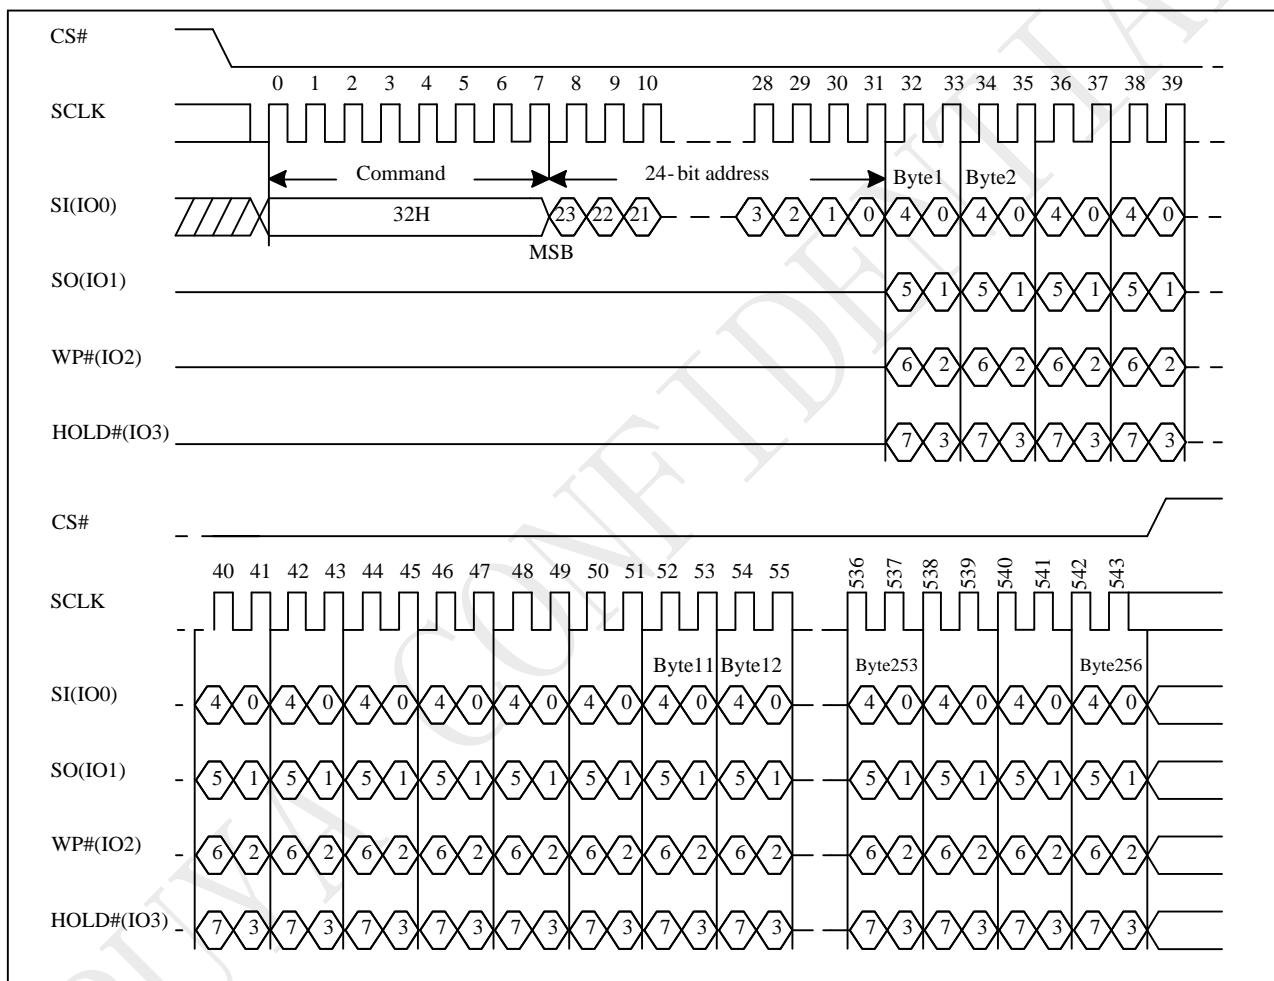 CS#
0 1 2 3 4 5 6 7 8 9 10 28 29 30 31 32 33 34 35 36 37 38 39
SCLK
Command 24-bit address Byte1 Byte2
SI(IO0) 32H 23 22 21 3 2 1 0 4 0 4 0 4 0 4 0
MSB
SO(IO1) 5 1 5 1 5 1 5 1
WP#(IO2) 6 2 6 2 6 2 6 2
HOLD#(IO3) 7 3 7 3 7 3 7 3
CS#
40 41 42 43 44 45 46 47 48 49 50 51 52 53 54 55 536 537 538 539 540 541 542 543
SCLK
Byte11 Byte12 Byte253 Byte256
SI(IO0) 4 0 4 0 4 0 4 0 4 0 4 0 4 0 4 0 4 0 4 0 4 0 4 0
SO(IO1) 5 1 5 1 5 1 5 1 5 1 5 1 5 1 5 1 5 1 5 1 5 1 5 1
WP#(IO2) 6 2 6 2 6 2 6 2 6 2 6 2 6 2 6 2 6 2 6 2 6 2 6 2
HOLD#(IO3) 7 3 7 3 7 3 7 3 7 3 7 3 7 3 7 3 7 3 7 3 7 3 7 3